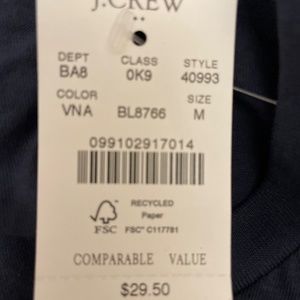 J.CREW
**
DEPT CLASS STYLE
BA8 0K9 40993
COLOR SIZE
VNA BL8766 M
099102917014
RECYCLED
Paper
FSC FSC® C117781
COMPARABLE VALUE
$29.50